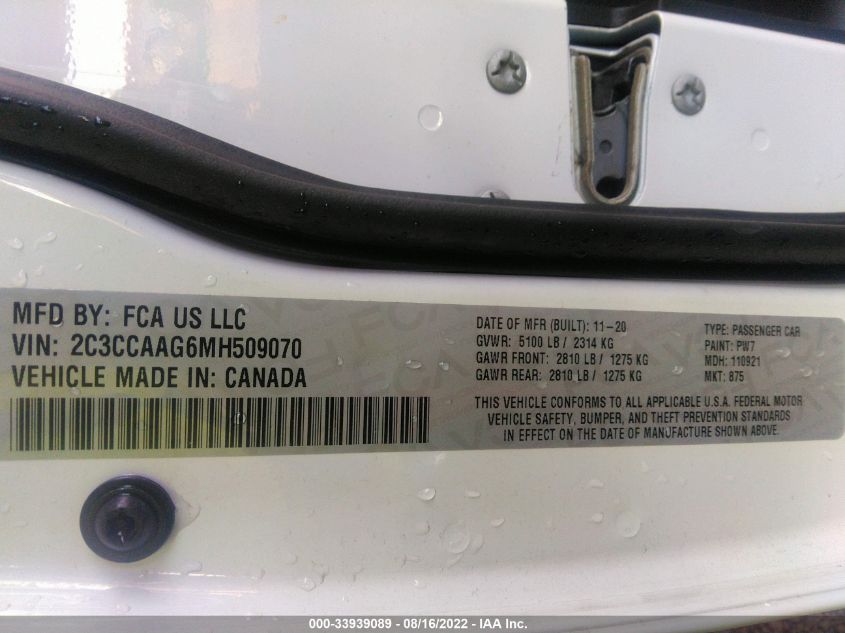 MFD BY: FCA US LLC
VIN: 2C3CCAAG6MH509070
VEHICLE MADE IN: CANADA
DATE OF MFR (BUILT): 11-20
GVWR: 5100 LB / 2314 KG
GAWR FRONT: 2810 LB / 1275 KG
GAWR REAR: 2810 LB / 1275 KG
TYPE: PASSENGER CAR
PAINT: PW7
MDH: 110921
MKT: 875
THIS VEHICLE CONFORMS TO ALL APPLICABLE U.S.A. FEDERAL MOTOR
VEHICLE SAFETY, BUMPER, AND THEFT PREVENTION STANDARDS
IN EFFECT ON THE DATE OF MANUFACTURE SHOWN ABOVE.
000-33939089 - 08/16/2022 - IAA Inc.